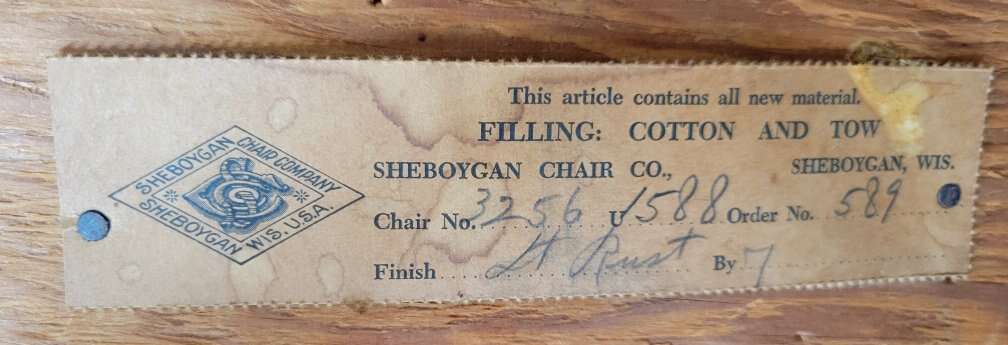 SHEBOYGAN CHAIR COMPANY
SHEBOYGAN WIS. U.S.A.
This article contains all new material.
FILLING: COTTON AND TOW
SHEBOYGAN CHAIR CO., SHEBOYGAN, WIS.
Chair No. 3256 U 1588 Order No. 589
Finish Lt Rust By 7